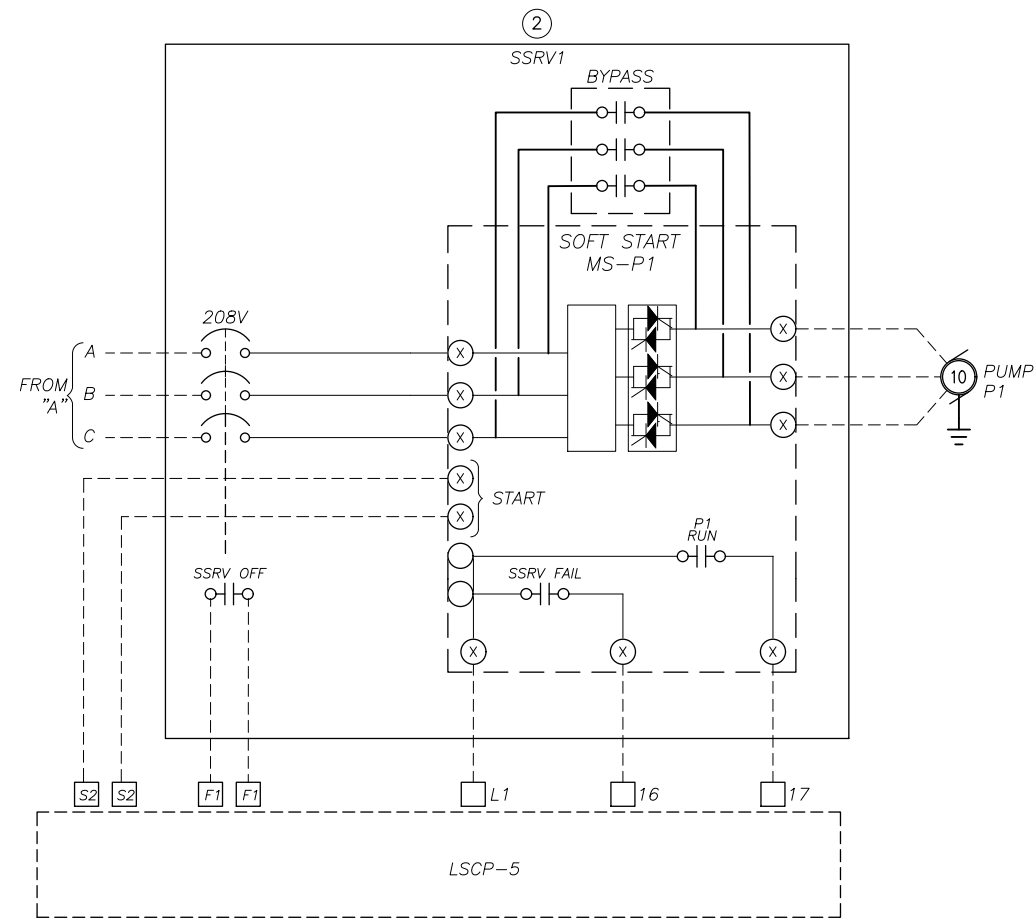 2
SSRV1
BYPASS
SOFT START
MS-P1
208V
A
FROM "A"
B
C
X
X
X
X
X
X
10
PUMP
P1
X
START
X
P1
RUN
SSRV OFF
SSRV FAIL
X
X
X
S2
S2
F1
F1
L1
16
17
LSCP-5